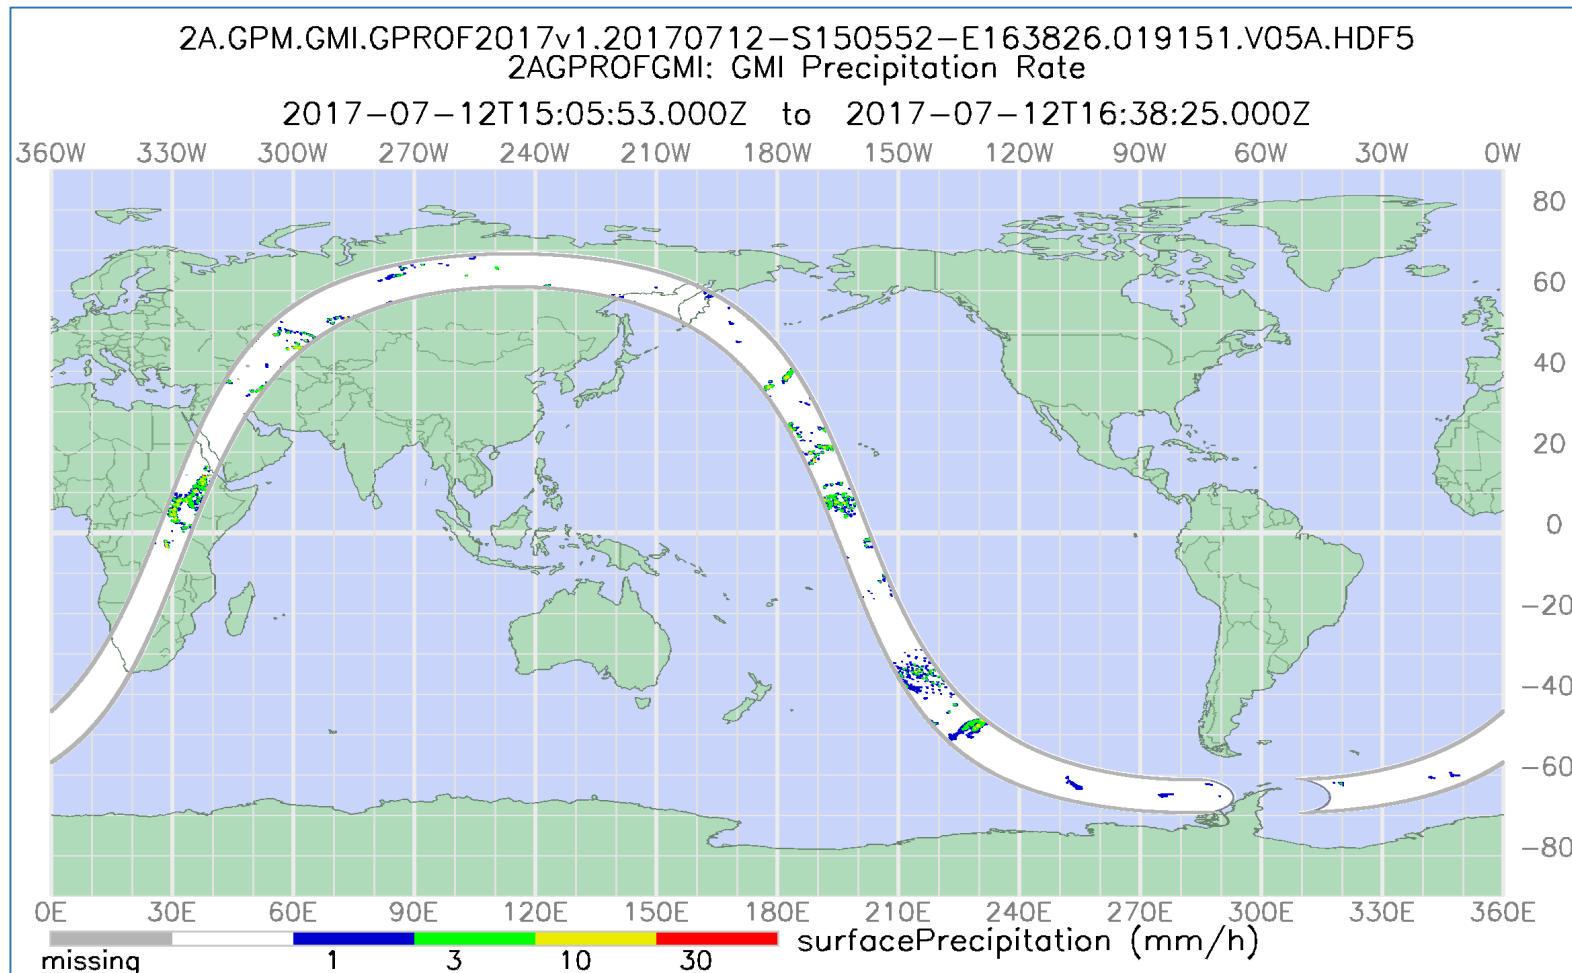 2A.GPM.GMI.GPROF2017v1.20170712-S150552-E163826.019151.V05A.HDF5
2AGPROFGMI: GMI Precipitation Rate
2017-07-12T15:05:53.000Z to 2017-07-12T16:38:25.000Z
360W 330W 300W 270W 240W 210W 180W 150W 120W 90W 60W 30W 0W
80
60
40
20
0
-20
-40
-60
-80
0E 30E 60E 90E 120E 150E 180E 210E 240E 270E 300E 330E 360E
surfacePrecipitation (mm/h)
missing 1 3 10 30